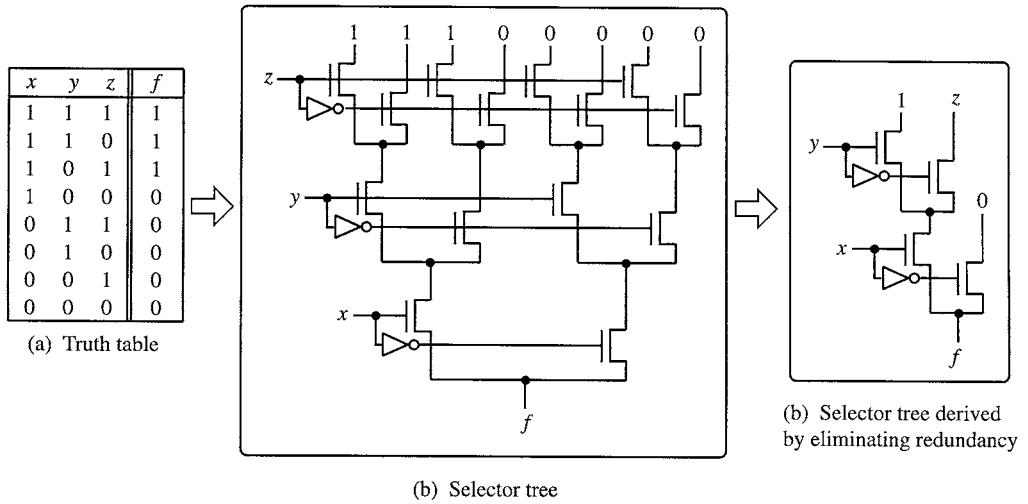 x y z f
1 1 1 1
1 1 0 1
1 0 1 1
1 0 0 0
0 1 1 0
0 1 0 0
0 0 1 0
0 0 0 0
(a) Truth table
1 1 1 0 0 0 0 0
z
y
x
f
(b) Selector tree
1 z
y
0
x
f
(b) Selector tree derived
by eliminating redundancy